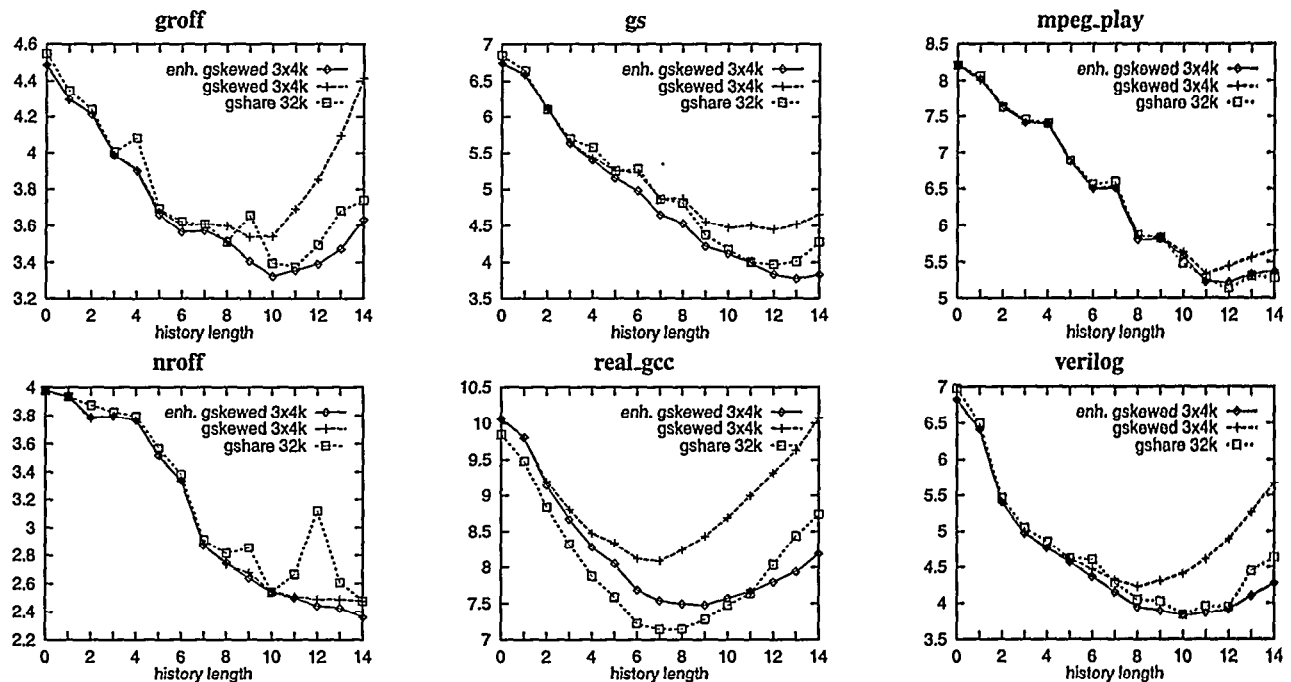 groff
4.6
4.4
4.2
4
3.8
3.6
3.4
3.2
enh. gskewed 3x4k
gskewed 3x4k
gshare 32k
0 2 4 6 8 10 12 14
history length
gs
7
6.5
6
5.5
5
4.5
4
3.5
enh. gskewed 3x4k
gskewed 3x4k
gshare 32k
0 2 4 6 8 10 12 14
history length
mpeg_play
8.5
8
7.5
7
6.5
6
5.5
5
enh. gskewed 3x4k
gskewed 3x4k
gshare 32k
0 2 4 6 8 10 12 14
history length
nroff
4
3.8
3.6
3.4
3.2
3
2.8
2.6
2.4
2.2
enh. gskewed 3x4k
gskewed 3x4k
gshare 32k
0 2 4 6 8 10 12 14
history length
real_gcc
10.5
10
9.5
9
8.5
8
7.5
7
enh. gskewed 3x4k
gskewed 3x4k
gshare 32k
0 2 4 6 8 10 12 14
history length
verilog
7
6.5
6
5.5
5
4.5
4
3.5
enh. gskewed 3x4k
gskewed 3x4k
gshare 32k
0 2 4 6 8 10 12 14
history length